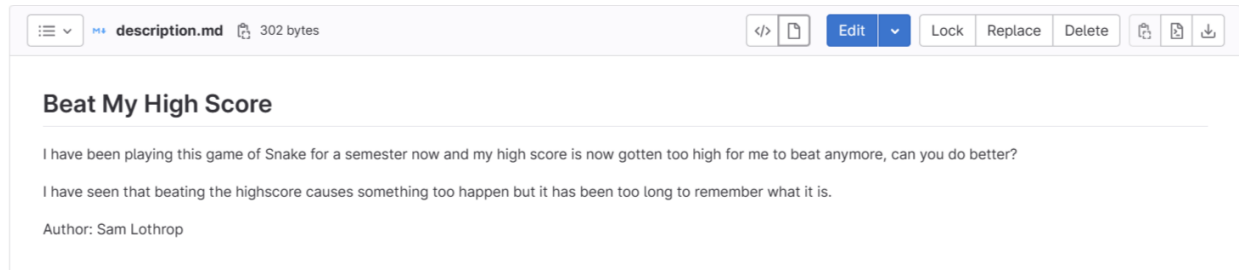 description.md 302 bytes </> Edit Lock Replace Delete
Beat My High Score
I have been playing this game of Snake for a semester now and my high score is now gotten too high for me to beat anymore, can you do better?
I have seen that beating the highscore causes something too happen but it has been too long to remember what it is.
Author: Sam Lothrop